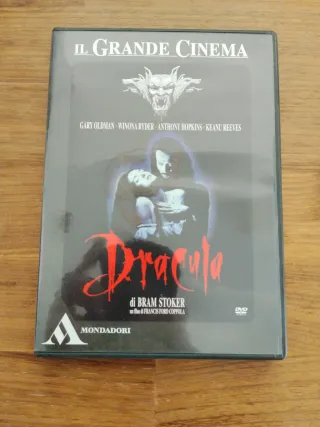 IL GRANDE CINEMA
GARY OLDMAN · WINONA RYDER · ANTHONY HOPKINS · KEANU REEVES
Dracula
di BRAM STOKER
un film di FRANCIS FORD COPPOLA
DVD
MONDADORI